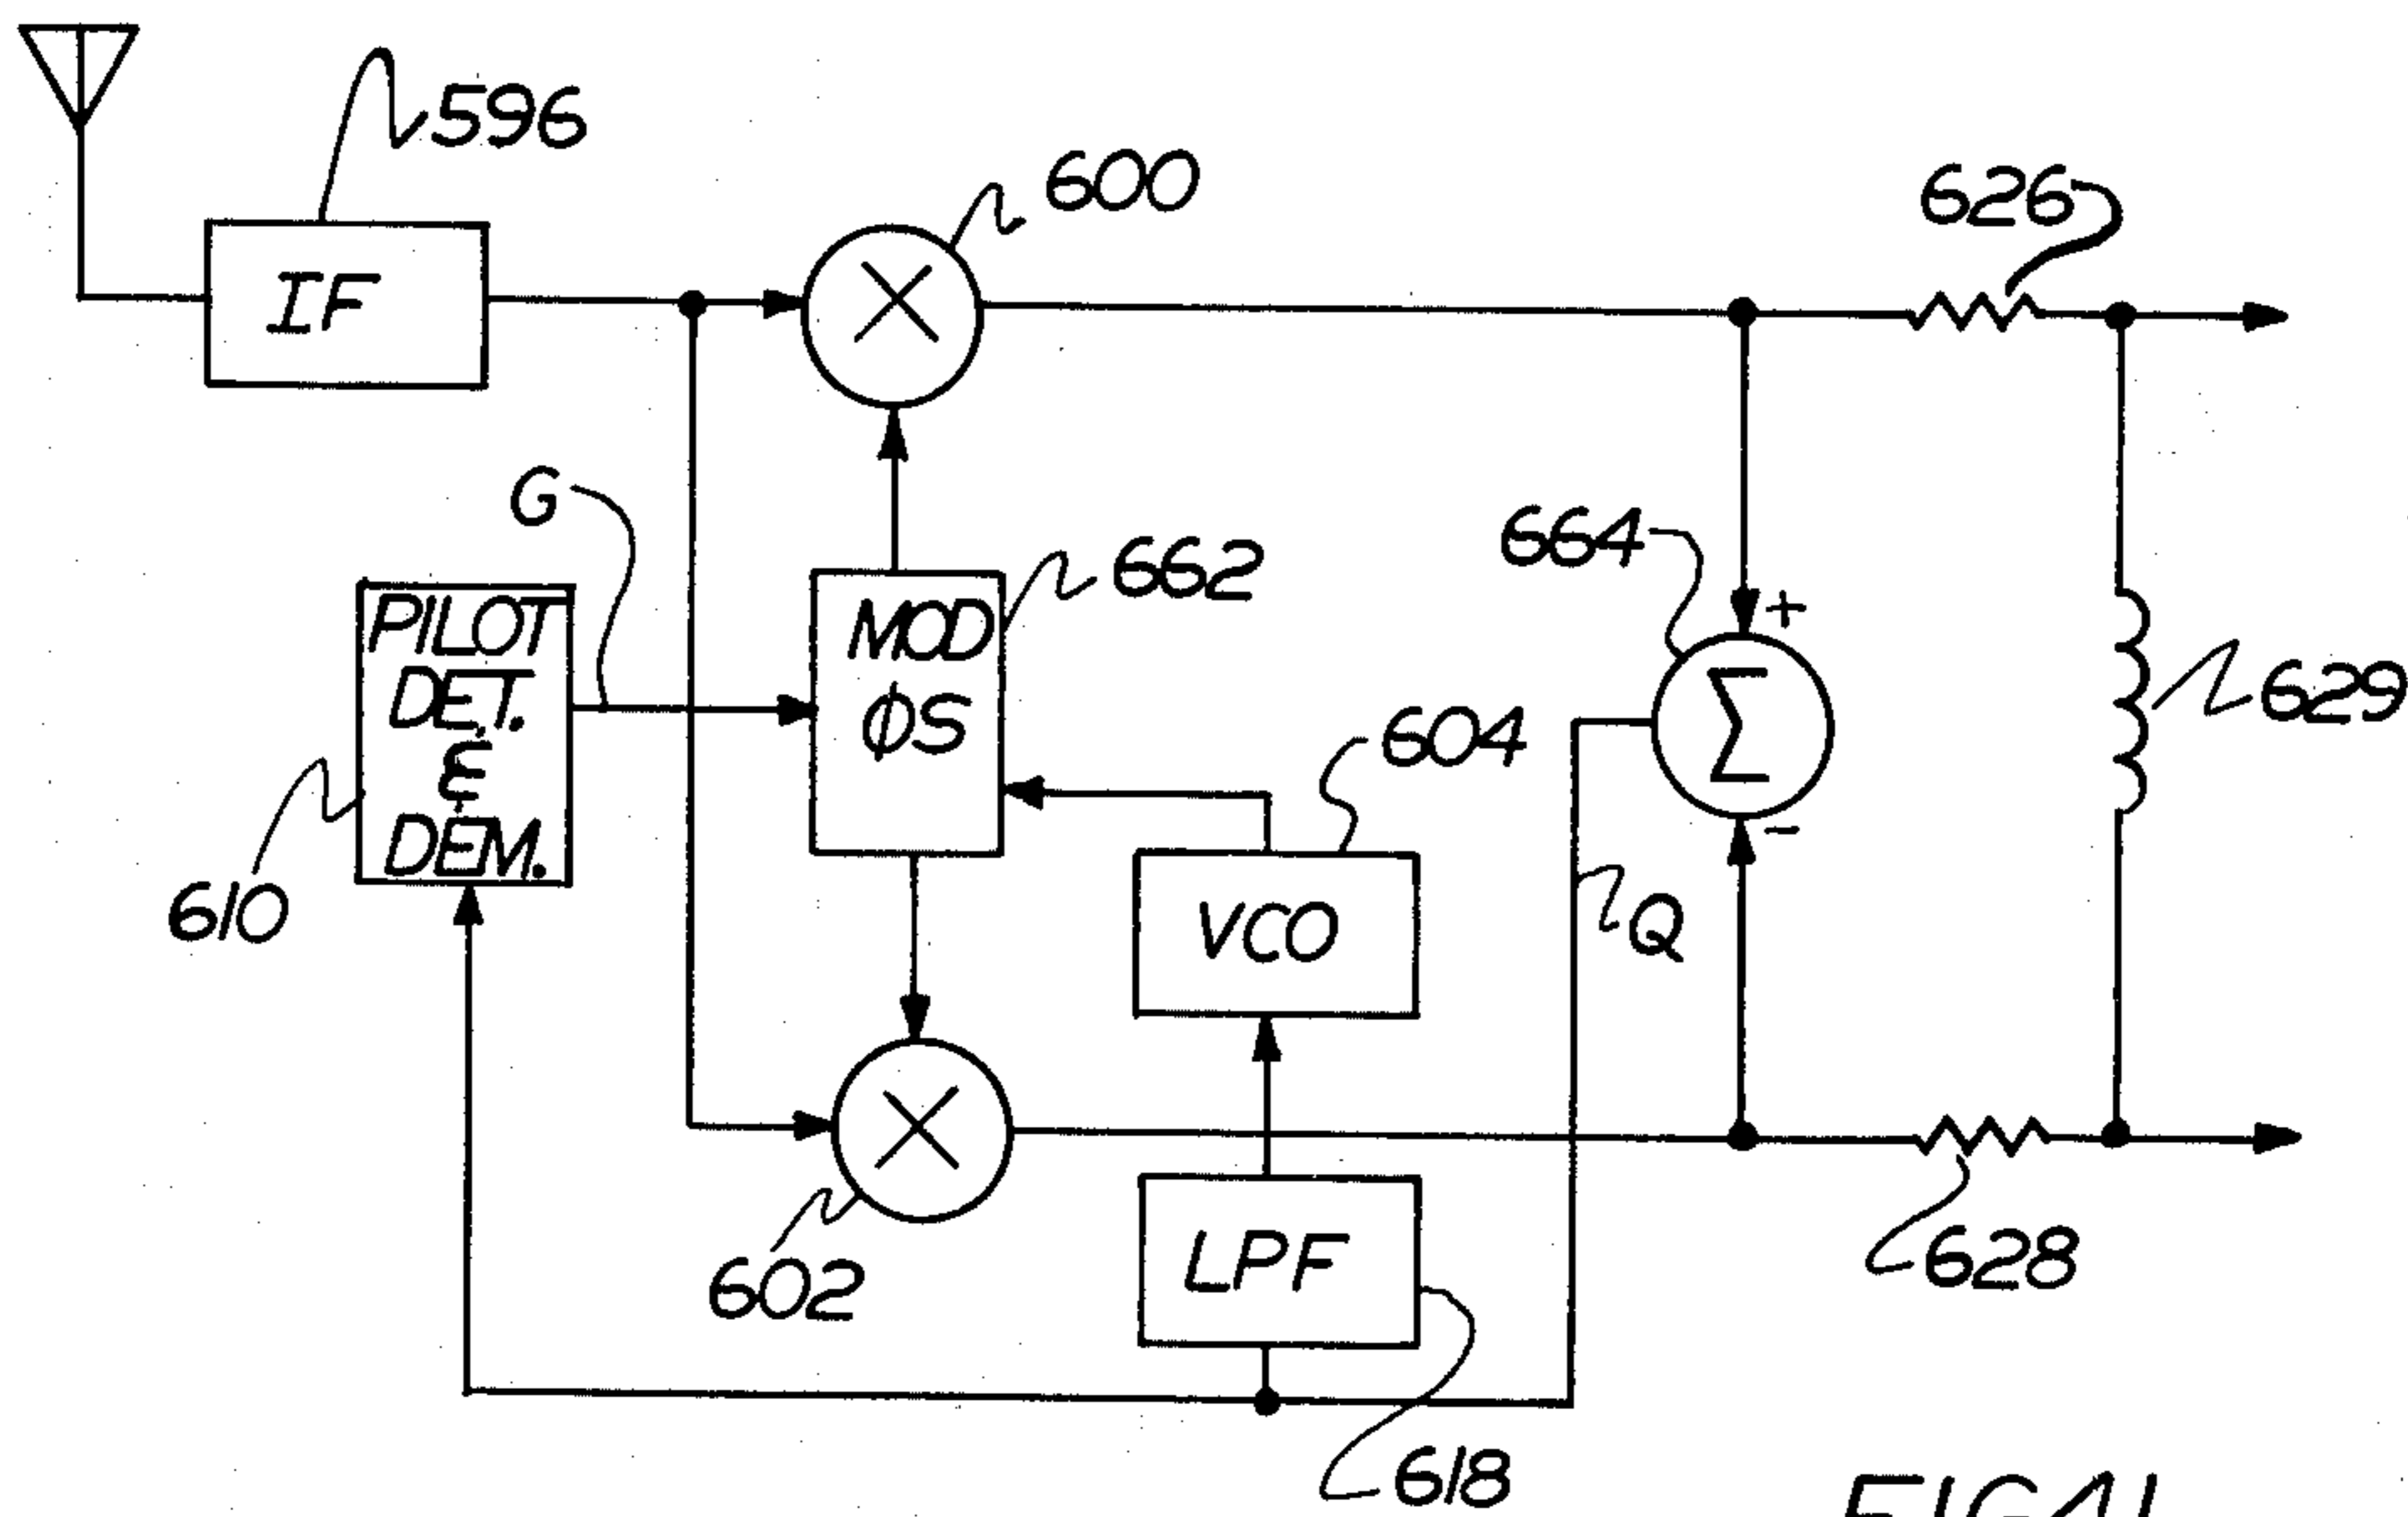 596
600
626
IF
G
662
664
PILOT
DET.
&
DEM.
MOD
ØS
604
629
+
Σ
-
610
VCO
Q
602
LPF
628
618